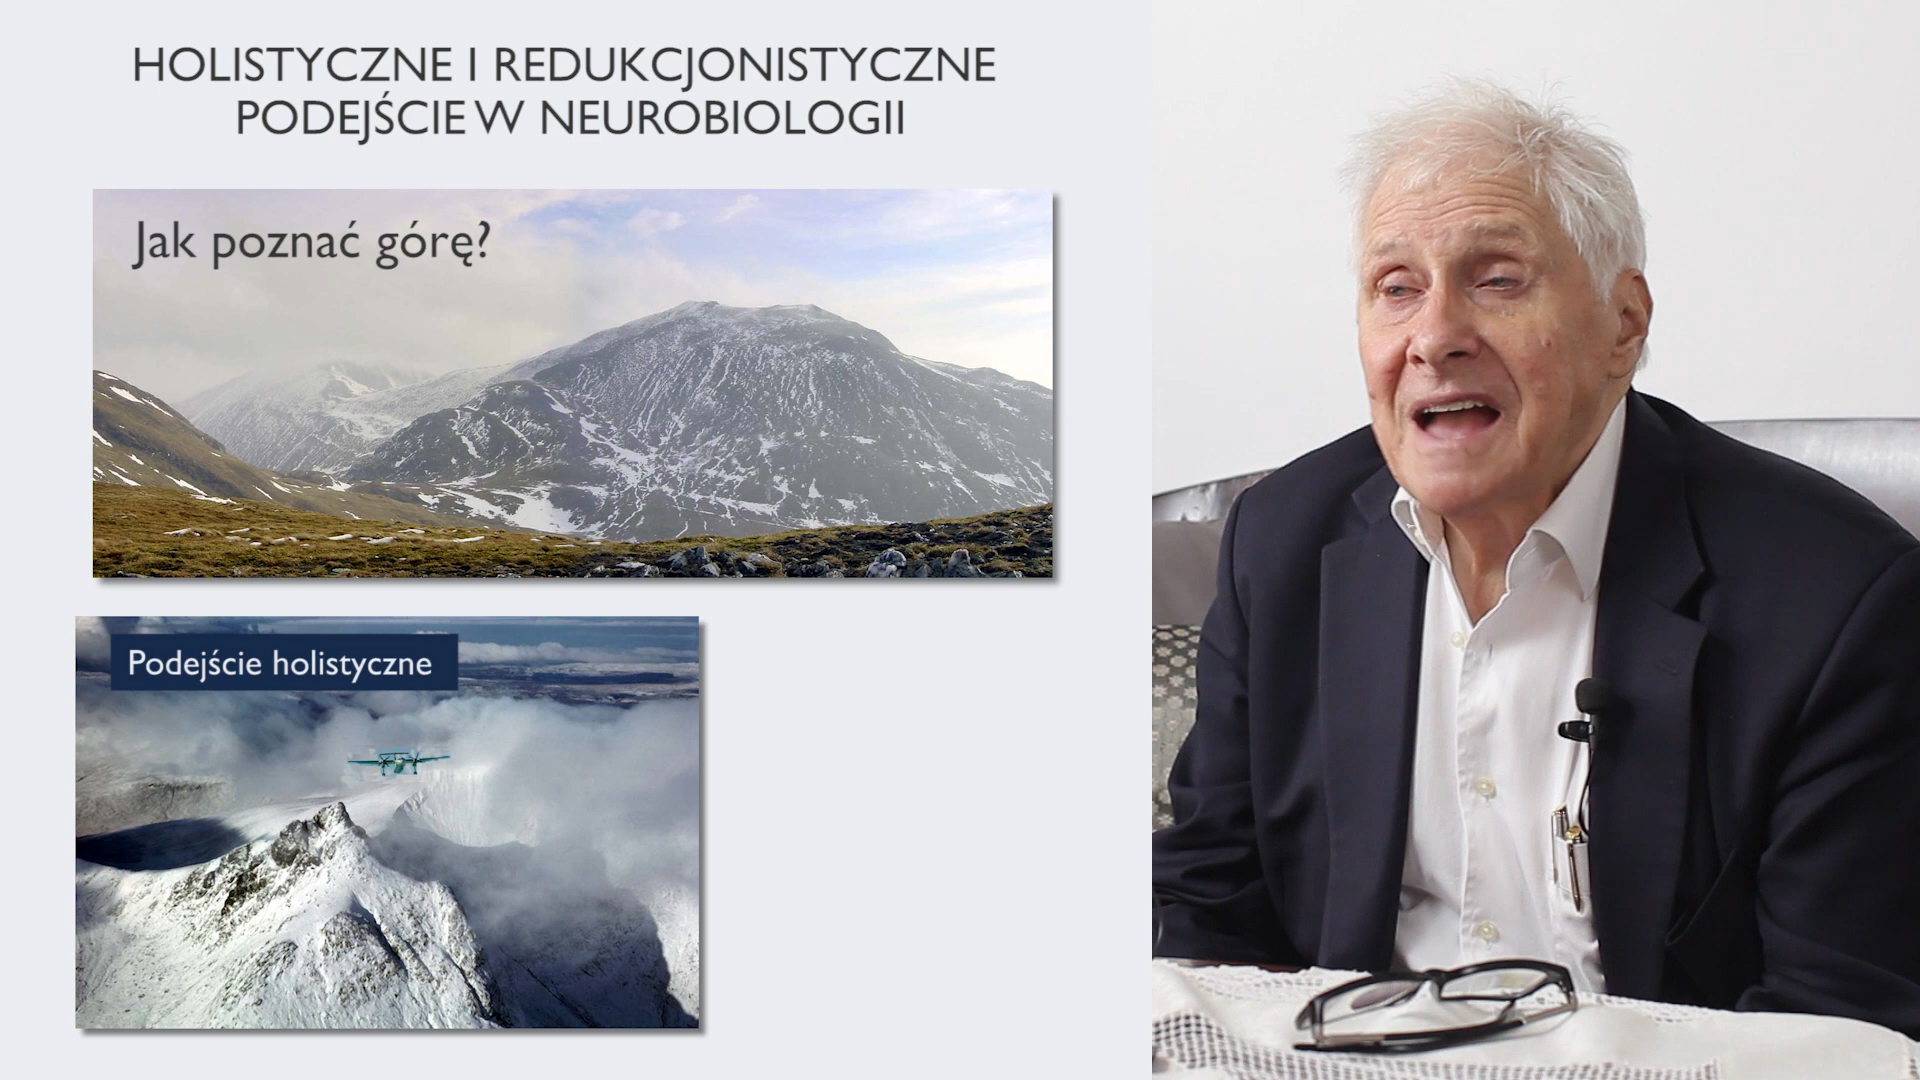 HOLISTYCZNE I REDUKCJONISTYCZNE
PODEJŚCIE W NEUROBIOLOGII
Jak poznać górę?
Podejście holistyczne